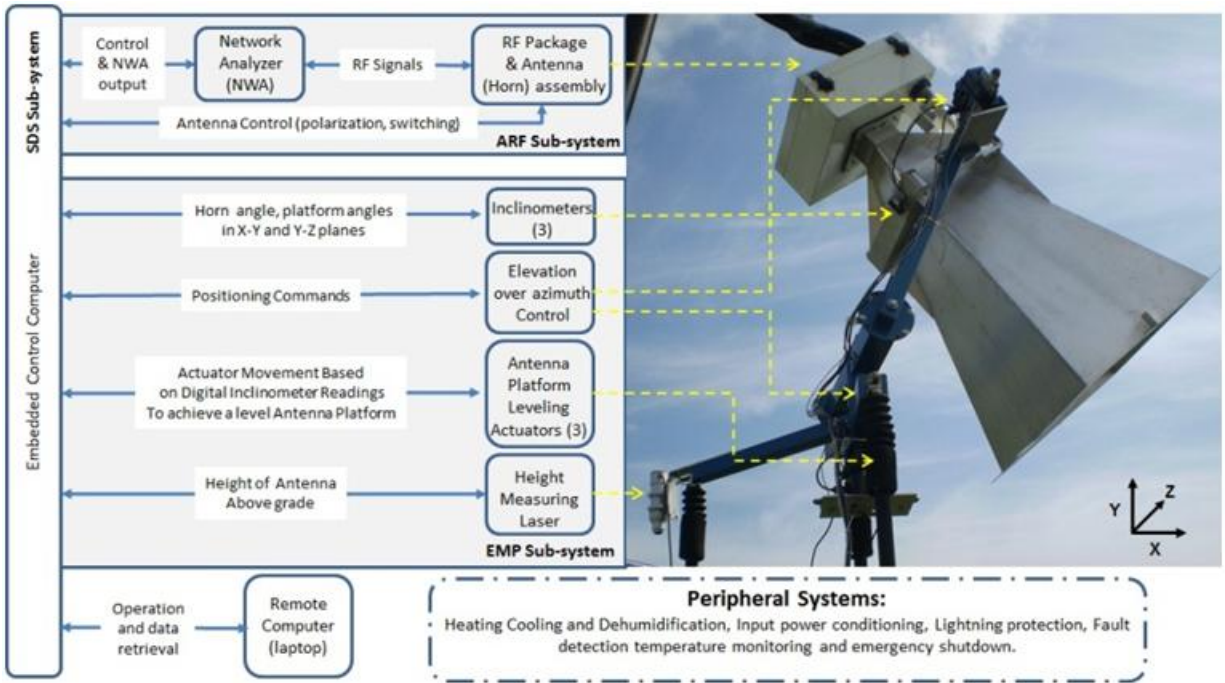 SDS Sub-system
Embedded Control Computer
Control
& NWA
output
Network
Analyzer
(NWA)
RF Signals
RF Package
& Antenna
(Horn) assembly
Antenna Control (polarization, switching)
ARF Sub-system
Horn angle, platform angles
in X-Y and Y-Z planes
Inclinometers
(3)
Positioning Commands
Elevation
over azimuth
Control
Actuator Movement Based
on Digital Inclinometer Readings
To achieve a level Antenna Platform
Antenna
Platform
Leveling
Actuators (3)
Height of Antenna
Above grade
Height
Measuring
Laser
EMP Sub-system
Y
Z
X
Operation
and data
retrieval
Remote
Computer
(laptop)
Peripheral Systems:
Heating Cooling and Dehumidification, Input power conditioning, Lightning protection, Fault
detection temperature monitoring and emergency shutdown.